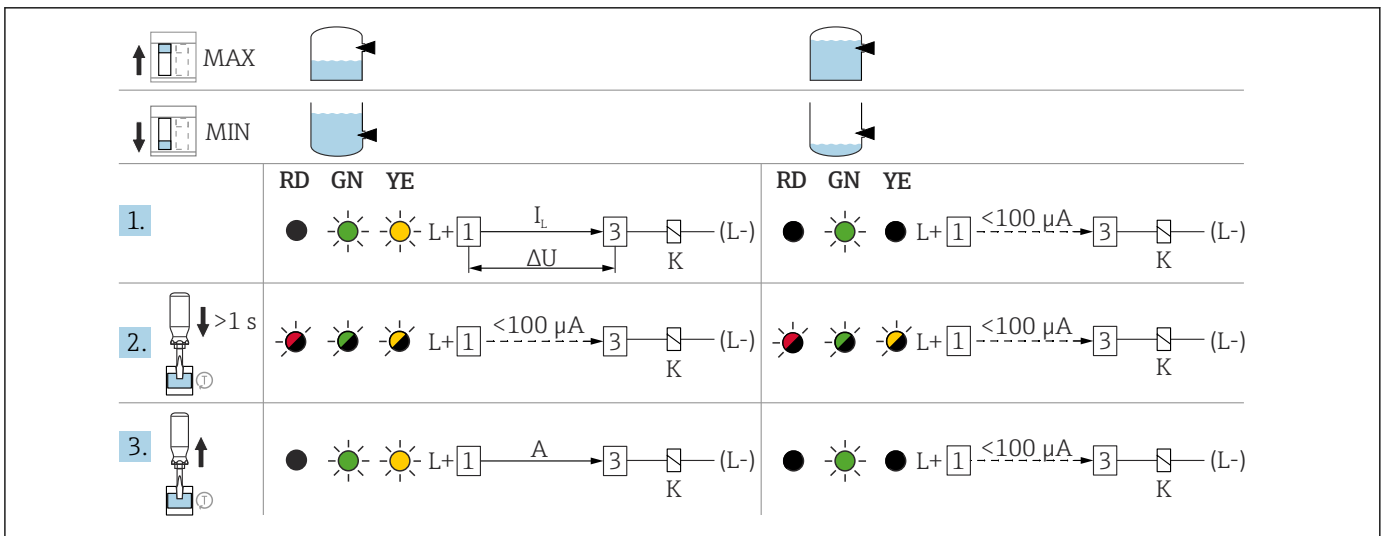 MAX
MIN
RD GN YE RD GN YE
1. L+ 1 I_L 3 (L-) L+ 1 <100 µA 3 (L-)
ΔU K K
2. >1 s L+ 1 <100 µA 3 (L-) L+ 1 <100 µA 3 (L-)
T K K
3. L+ 1 A 3 (L-) L+ 1 <100 µA 3 (L-)
T K K